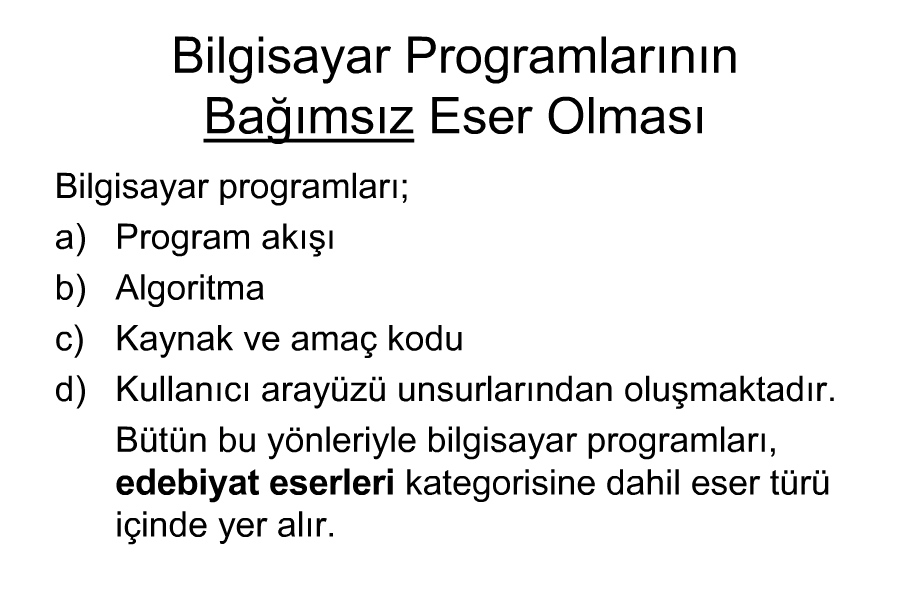 Bilgisayar Programlarının
Bağımsız Eser Olması
Bilgisayar programları;
a) Program akışı
b) Algoritma
c) Kaynak ve amaç kodu
d) Kullanıcı arayüzü unsurlarından oluşmaktadır.
Bütün bu yönleriyle bilgisayar programları,
edebiyat eserleri kategorisine dahil eser türü
içinde yer alır.